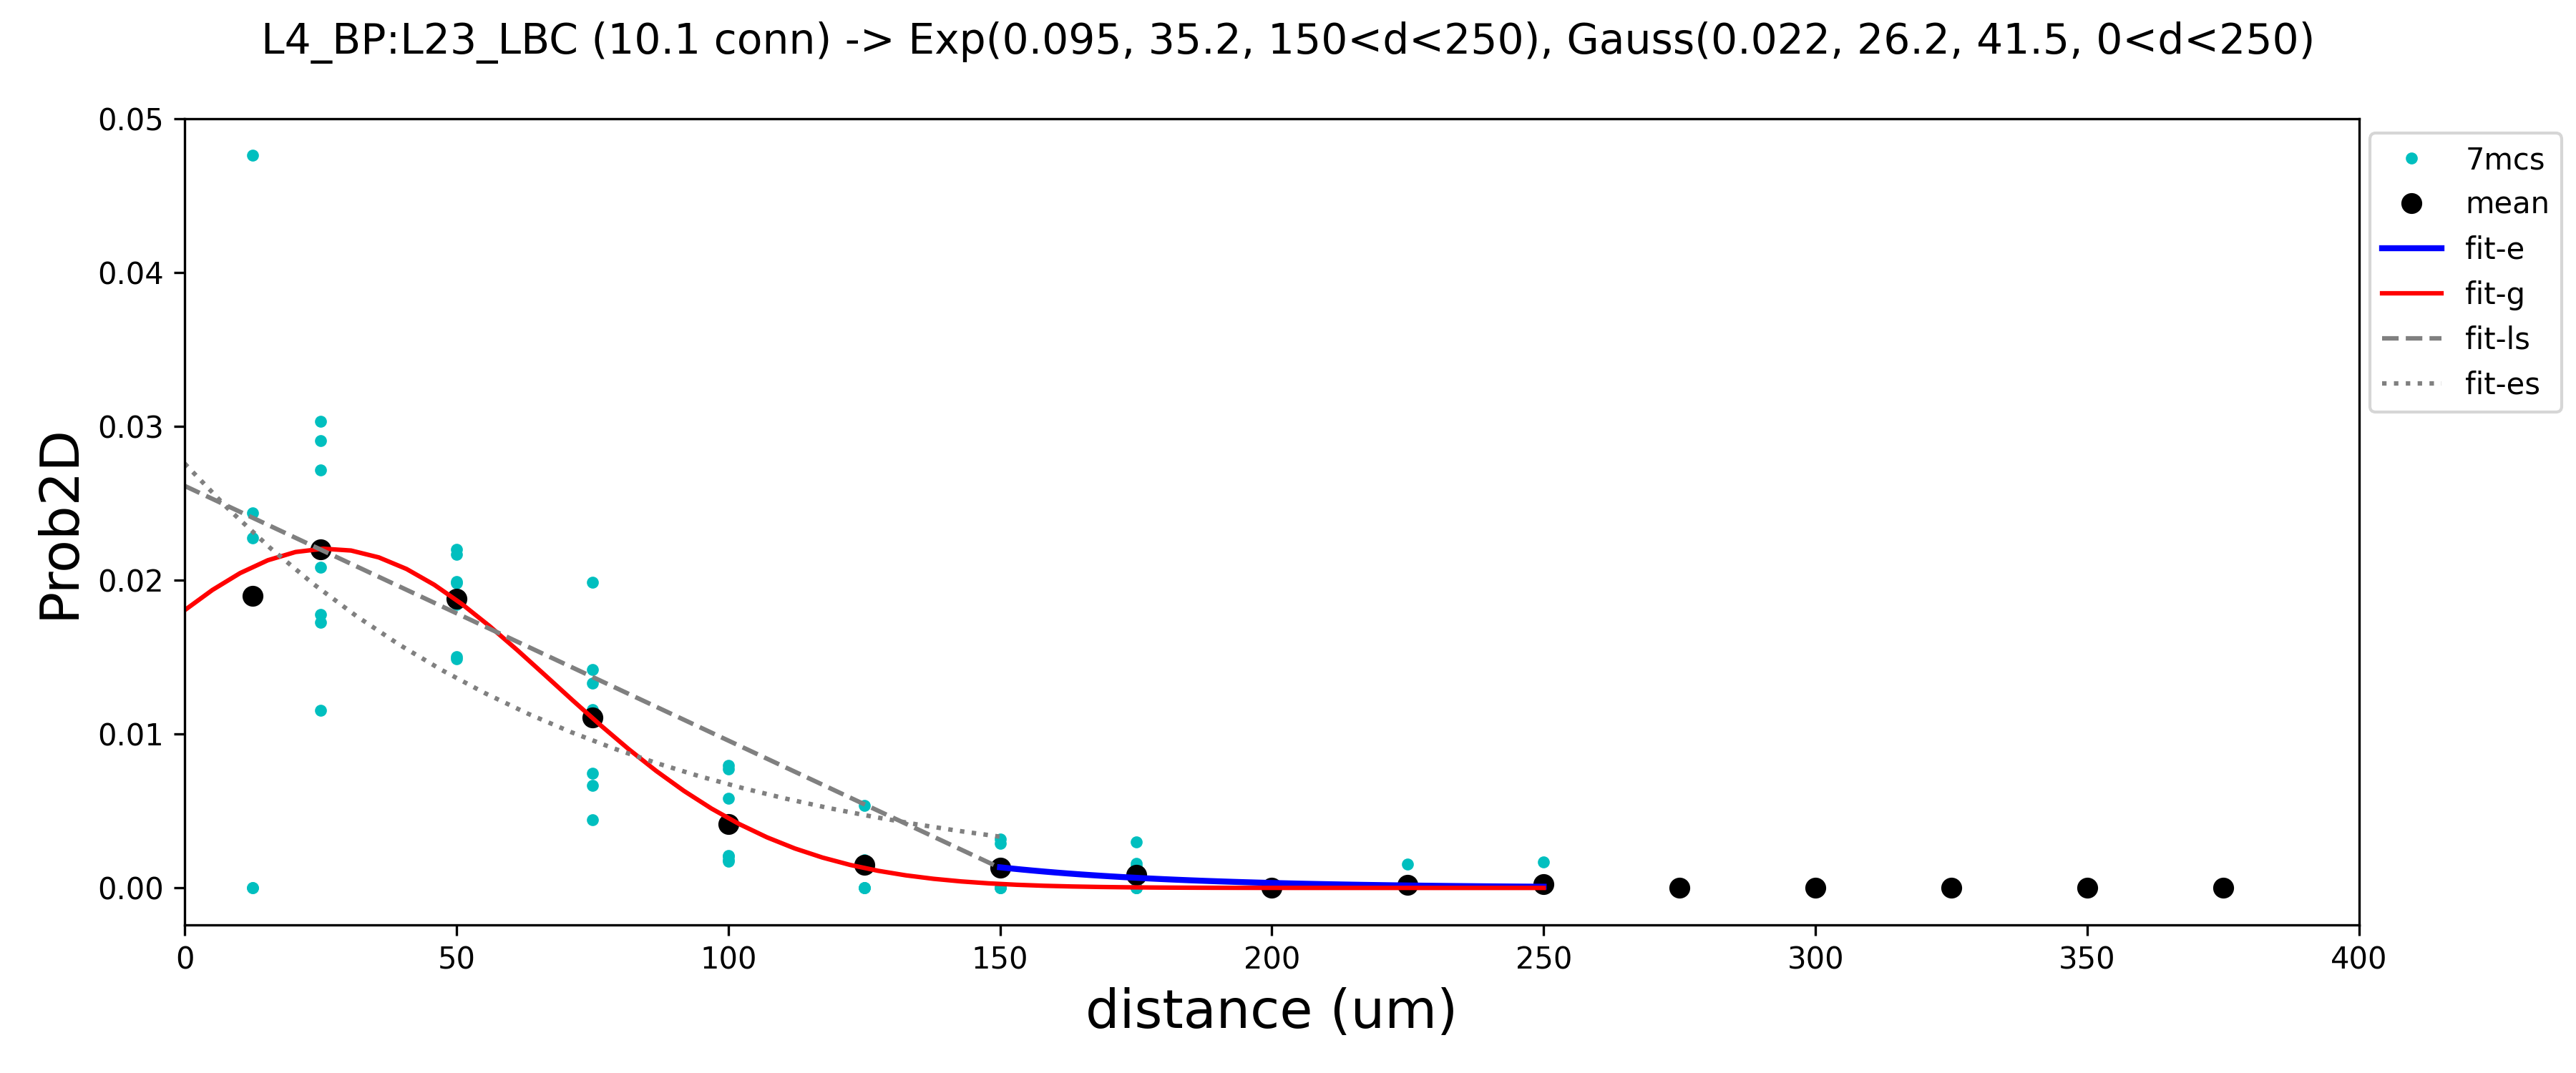 L4_BP:L23_LBC (10.1 conn) -> Exp(0.095, 35.2, 150<d<250), Gauss(0.022, 26.2, 41.5, 0<d<250)
Prob2D
0.05
0.04
0.03
0.02
0.01
0.00
0 50 100 150 200 250 300 350 400
distance (um)
7mcs
mean
fit-e
fit-g
fit-ls
fit-es